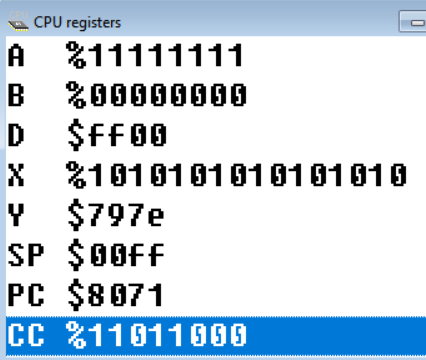 CPU registers
A %11111111
B %00000000
D $ff00
X %1010101010101010
Y $797e
SP $00ff
PC $8071
CC %11011000